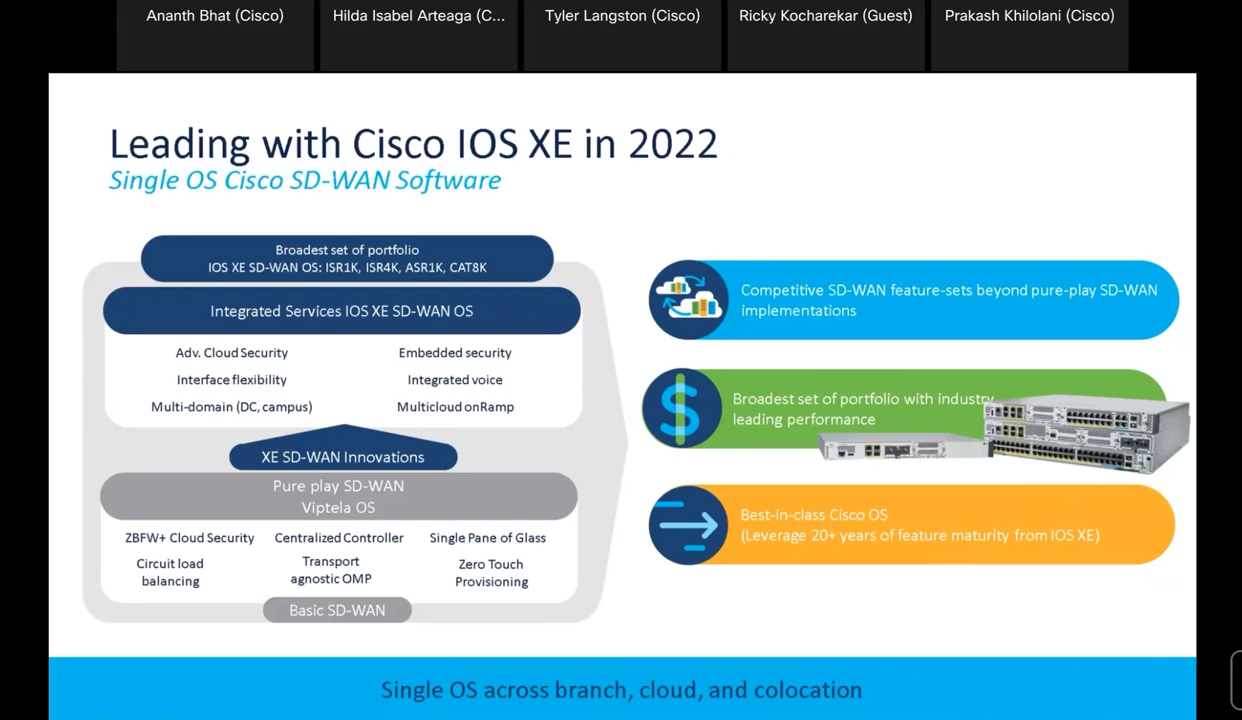 Ananth Bhat (Cisco)
Hilda Isabel Arteaga (C...
Tyler Langston (Cisco)
Ricky Kocharekar (Guest)
Prakash Khilolani (Cisco)
Leading with Cisco IOS XE in 2022
Single OS Cisco SD-WAN Software
Broadest set of portfolio
IOS XE SD-WAN OS: ISR1K, ISR4K, ASR1K, CAT8K
Integrated Services IOS XE SD-WAN OS
Adv. Cloud Security
Embedded security
Interface flexibility
Integrated voice
Multi-domain (DC, campus)
Multicloud onRamp
XE SD-WAN Innovations
Pure play SD-WAN
Viptela OS
ZBFW+ Cloud Security
Centralized Controller
Single Pane of Glass
Circuit load
balancing
Transport
agnostic OMP
Zero Touch
Provisioning
Basic SD-WAN
Competitive SD-WAN feature-sets beyond pure-play SD-WAN
implementations
Broadest set of portfolio with industry
leading performance
Best-in-class Cisco OS
(Leverage 20+ years of feature maturity from IOS XE)
Single OS across branch, cloud, and colocation